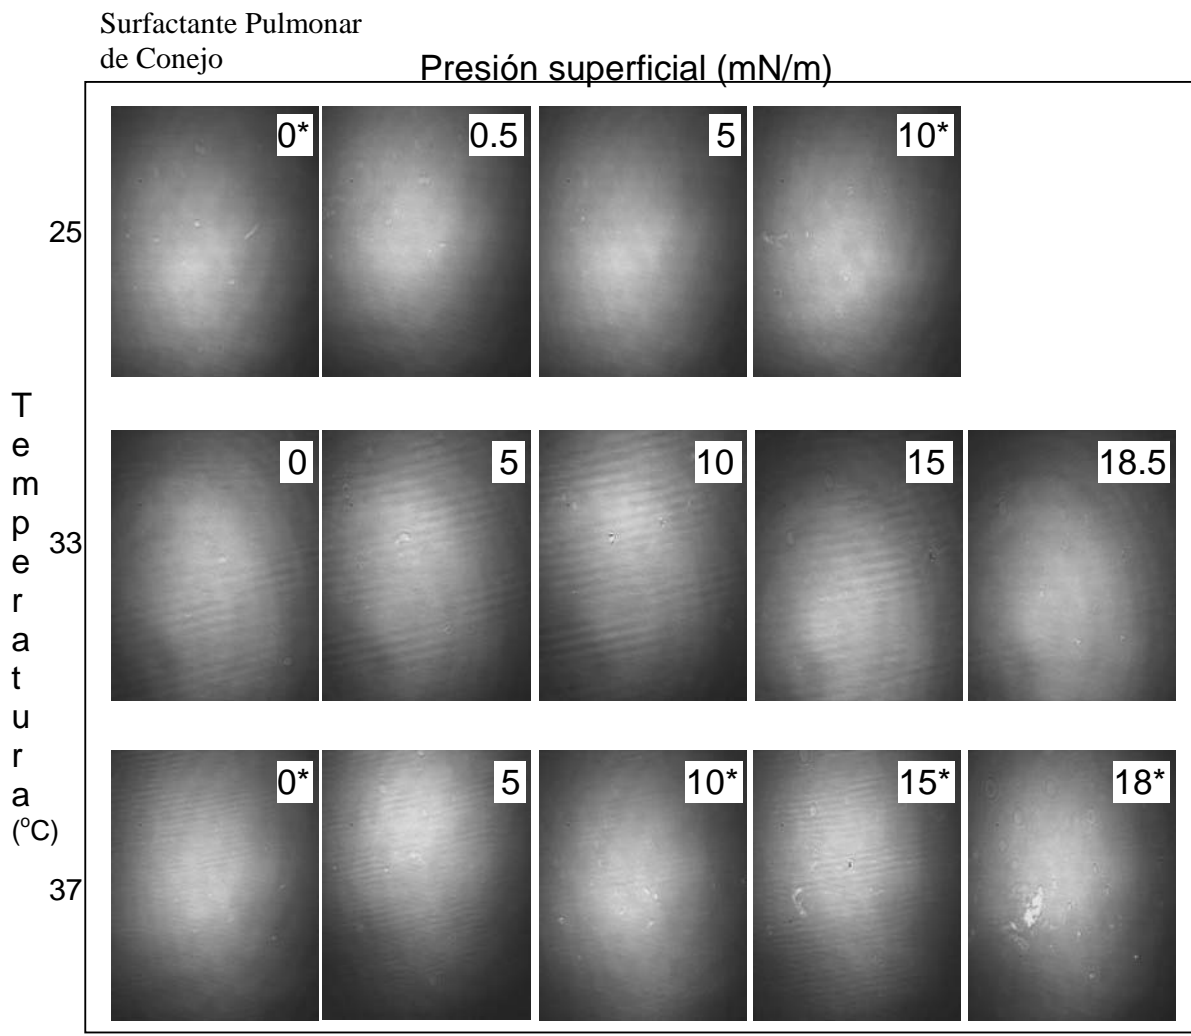 Surfactante Pulmonar
de Conejo
Presión superficial (mN/m)
0* 0.5 5 10*
25
0 5 10 15 18.5
33
0* 5 10* 15* 18*
37
Temperatura
(°C)